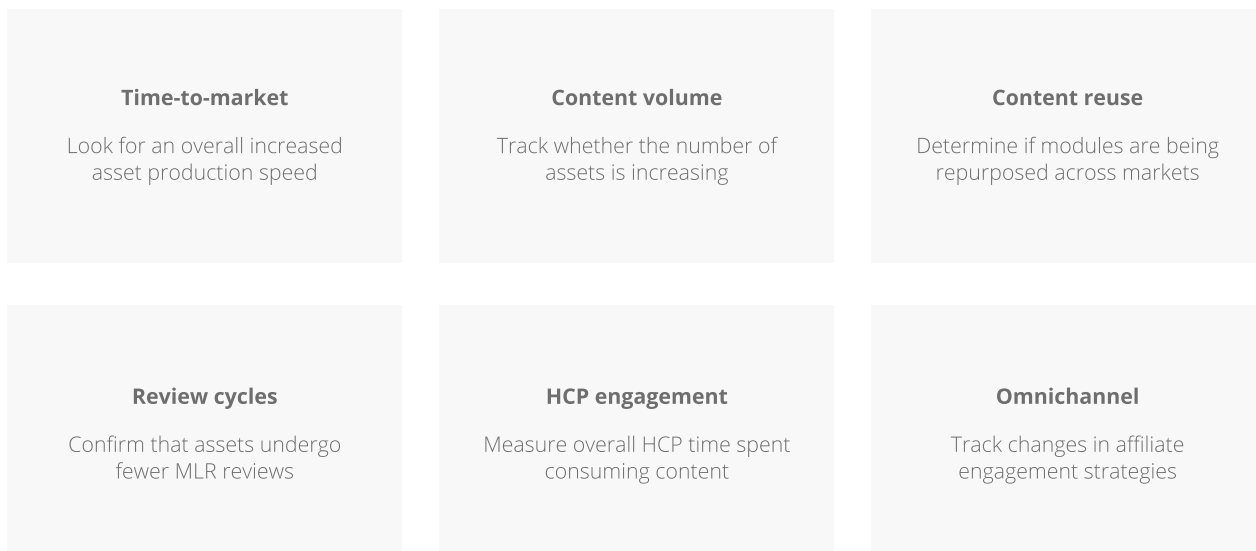 Time-to-market
Look for an overall increased
asset production speed
Content volume
Track whether the number of
assets is increasing
Content reuse
Determine if modules are being
repurposed across markets
Review cycles
Confirm that assets undergo
fewer MLR reviews
HCP engagement
Measure overall HCP time spent
consuming content
Omnichannel
Track changes in affiliate
engagement strategies